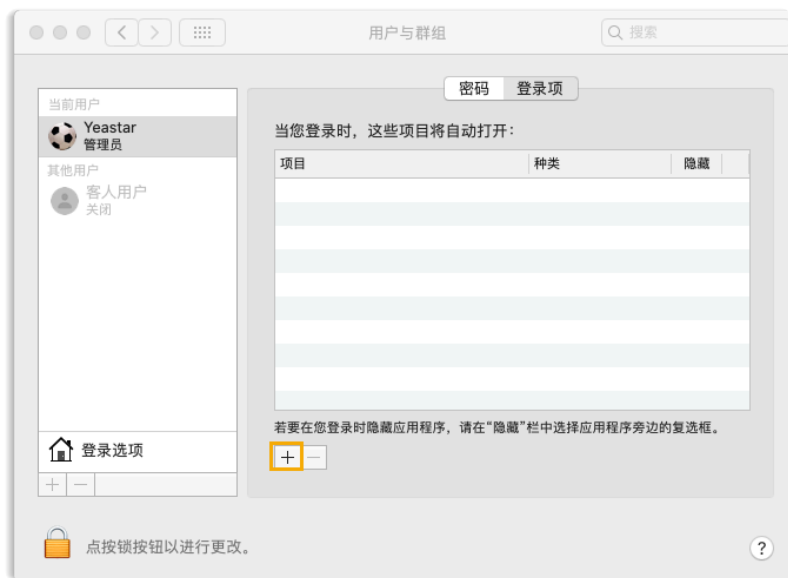 用户与群组
搜索
密码
登录项
当前用户
Yeastar
管理员
其他用户
客人用户
关闭
登录选项
当您登录时，这些项目将自动打开：
项目
种类
隐藏
若要在您登录时隐藏应用程序，请在“隐藏”栏中选择应用程序旁边的复选框。
点按锁按钮以进行更改。
?